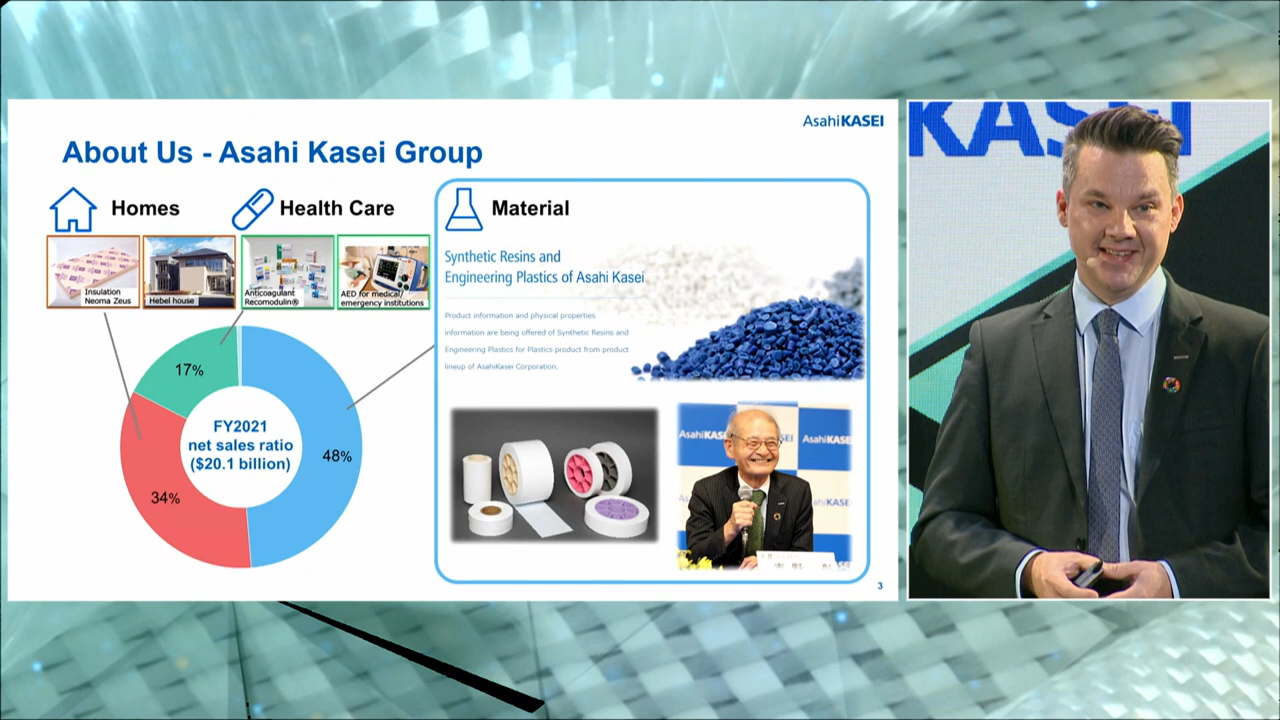 AsahiKASEI
About Us - Asahi Kasei Group
Homes
Health Care
Material
Insulation
Neoma Zeus
Hebel house
Anticoagulant
Recomodulin®
AED for medical/
emergency institutions
Synthetic Resins and
Engineering Plastics of Asahi Kasei
Product information and physical properties
information are being offered of Synthetic Resins and
Engineering Plastics for Plastics product from product
lineup of AsahiKasei Corporation.
17%
34%
48%
FY2021
net sales ratio
($20.1 billion)
AsahiKASEI
AsahiKASEI
3
KASEI